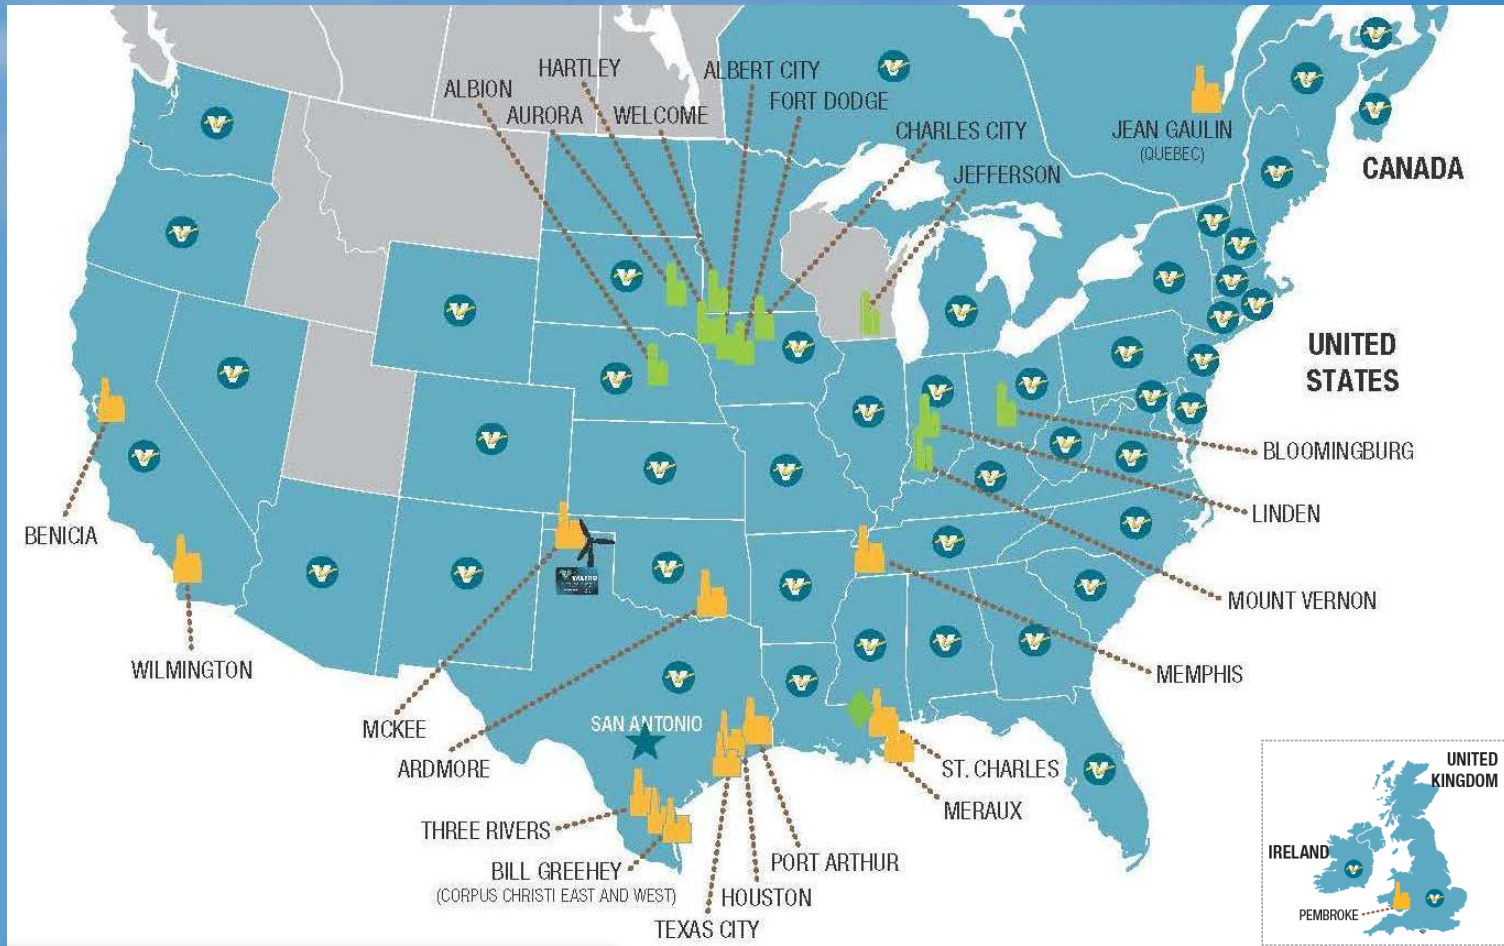 HARTLEY
ALBERT CITY
ALBION
FORT DODGE
AURORA
WELCOME
CHARLES CITY
JEFFERSON
JEAN GAULIN
(QUEBEC)
CANADA
UNITED
STATES
BLOOMINGBURG
LINDEN
BENICIA
VALERO
MOUNT VERNON
WILMINGTON
MEMPHIS
MCKEE
SAN ANTONIO
ARDMORE
ST. CHARLES
MERAUX
THREE RIVERS
PORT ARTHUR
BILL GREEHEY
(CORPUS CHRISTI EAST AND WEST)
HOUSTON
TEXAS CITY
UNITED
KINGDOM
IRELAND
PEMBROKE